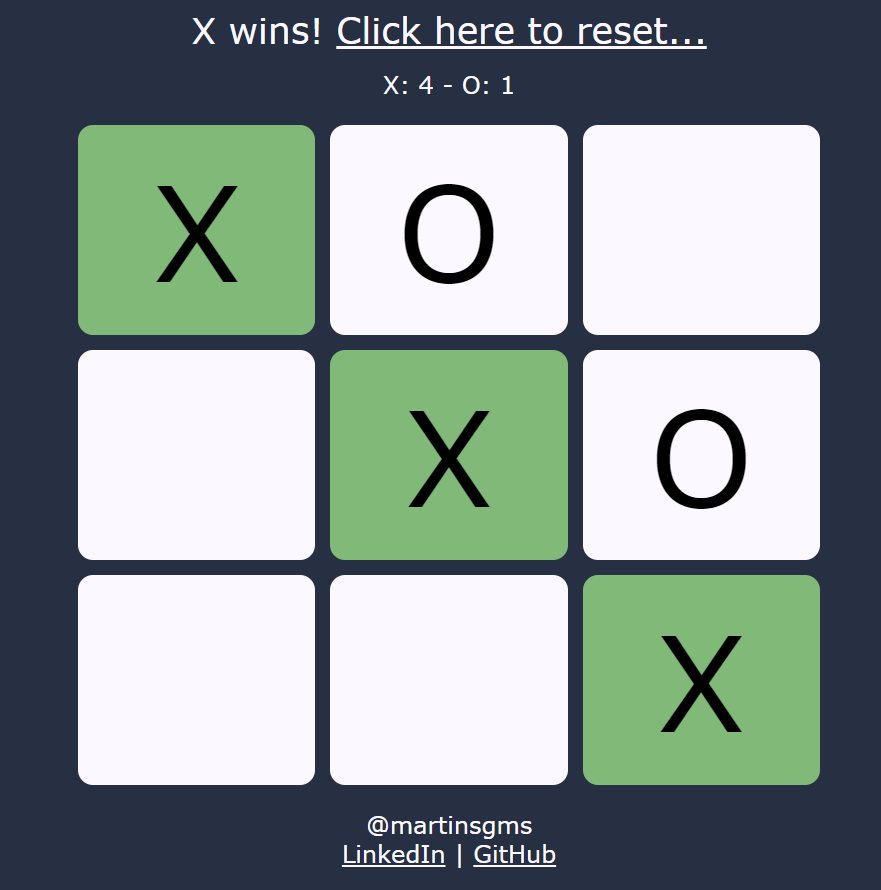 X wins! Click here to reset...
X: 4 - O: 1
X O
X O
X
@martinsgms
LinkedIn | GitHub